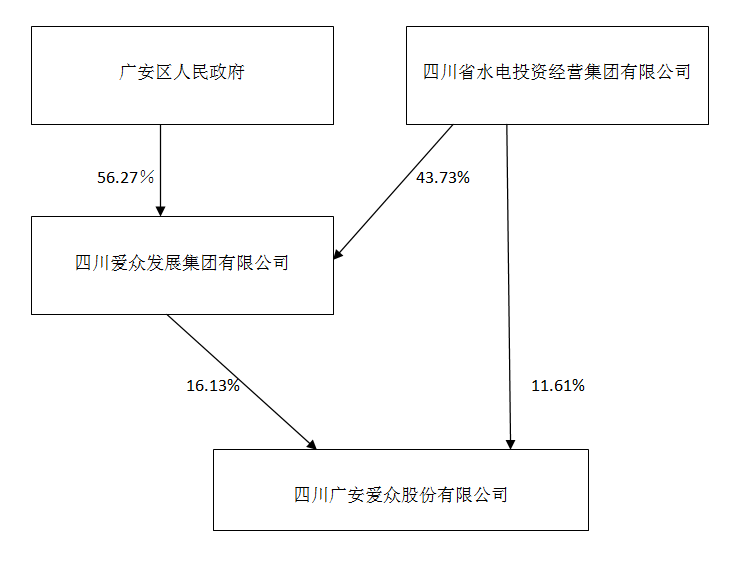 广安区人民政府
四川省水电投资经营集团有限公司
56.27%
43.73%
四川爱众发展集团有限公司
16.13%
11.61%
四川广安爱众股份有限公司